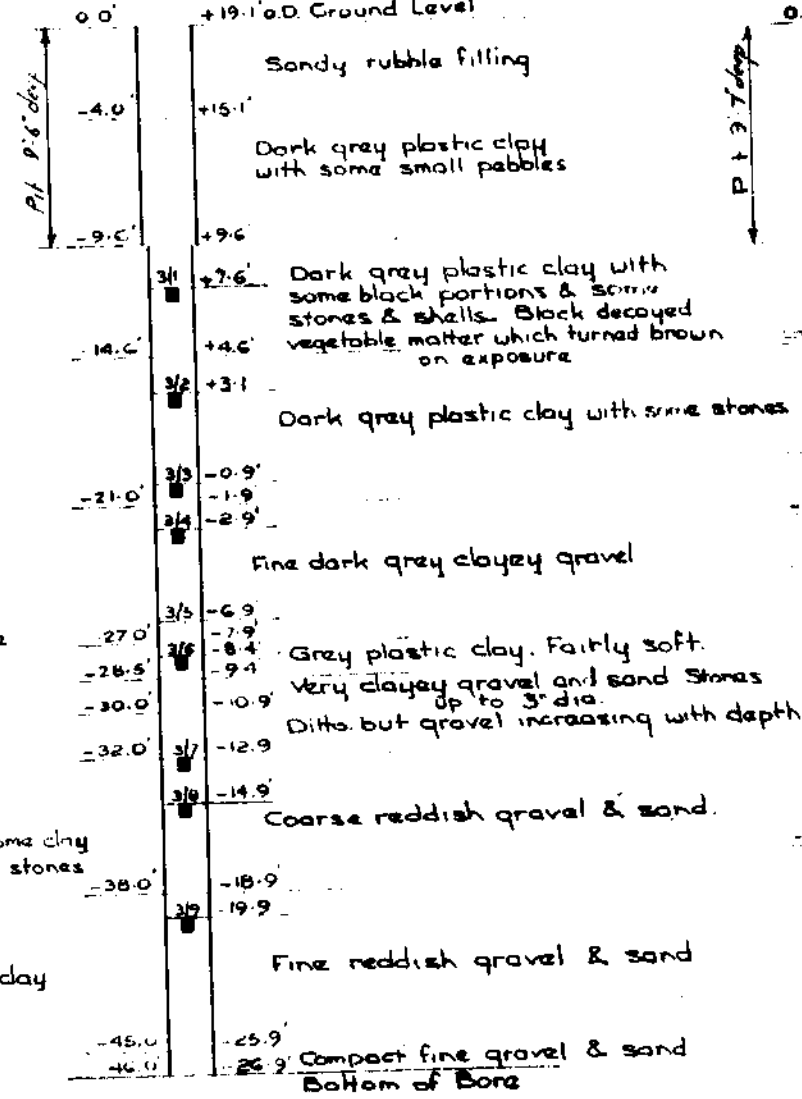 0 0' +19.1' O.D. Ground Level
Sandy rubble filling
Pit 9'.6" deep
-4.0' +15.1'
Dark grey plastic clay
with some small pebbles
-9.6' +9.6
3/1 +7.6' Dark grey plastic clay with
some black portions & some
stones & shells. Black decayed
-14.6' +4.6' vegetable matter which turned brown
on exposure
3/2 +3.1
Dark grey plastic clay with some stones
3/3 -0.9'
-21.0' -1.9
3/4 -2.9'
Fine dark grey clayey gravel
3/5 -6.9
27.0' -7.9'
3/6 -8.4 Grey plastic clay. Fairly soft.
-28.5' -9.4
Very clayey gravel and sand Stones
-30.0' -10.9' up to 3" dia.
Ditto. but gravel increasing with depth
-32.0' 3/7 -12.9
3/8 -14.9'
Coarse reddish gravel & sand.
clay
stones
-38.0' -18.9'
3/9 -19.9
Fine reddish gravel & sand
clay
-45.0 -25.9'
46.0' -26.9' Compact fine gravel & sand
Bottom of Bore